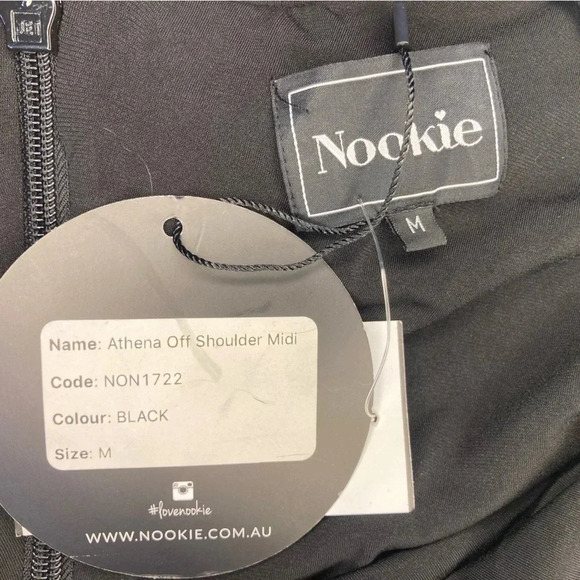 Nookie
M
Name: Athena Off Shoulder Midi
Code: NON1722
Colour: BLACK
Size: M
#lovenookie
WWW.NOOKIE.COM.AU